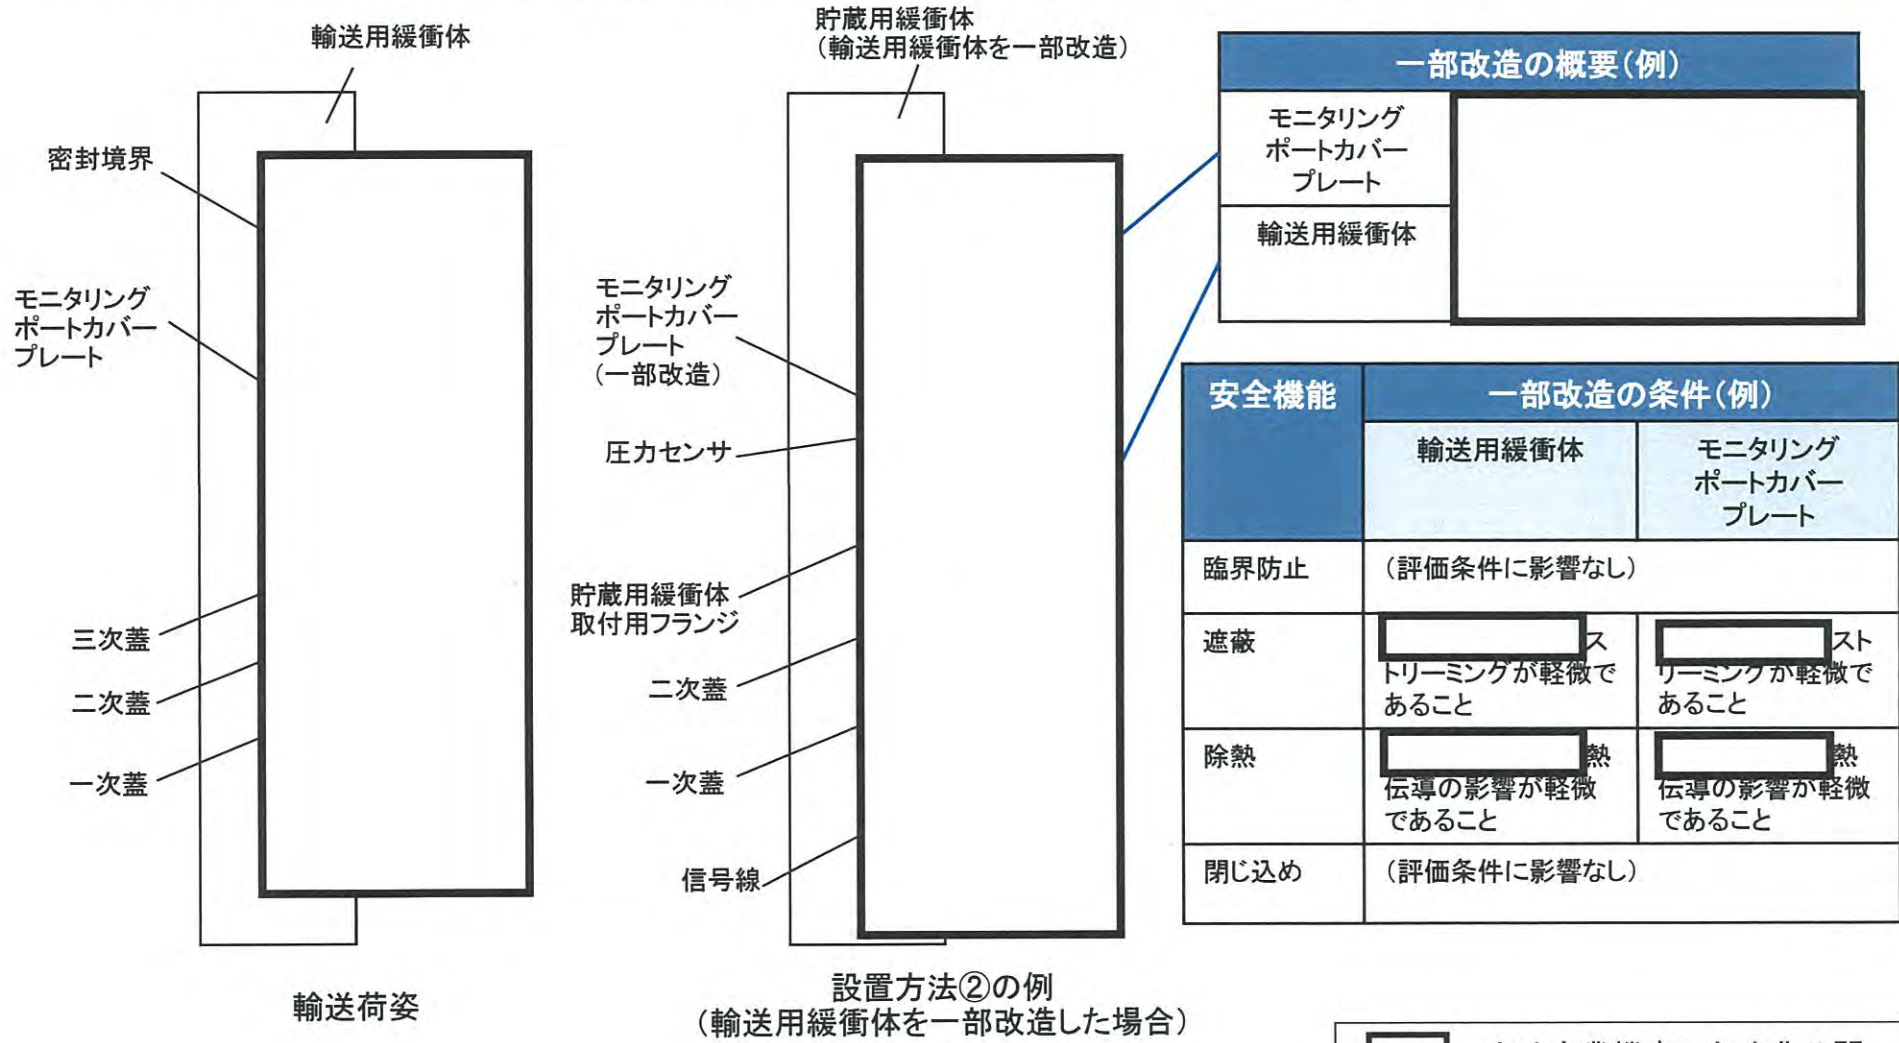 輸送用緩衝体
密封境界
モニタリング
ポートカバー
プレート
三次蓋
二次蓋
一次蓋
輸送荷姿
貯蔵用緩衝体
（輸送用緩衝体を一部改造）
モニタリング
ポートカバー
プレート
（一部改造）
圧力センサ
貯蔵用緩衝体
取付用フランジ
二次蓋
一次蓋
信号線
設置方法②の例
（輸送用緩衝体を一部改造した場合）
一部改造の概要（例）
モニタリング
ポートカバー
プレート
輸送用緩衝体
安全機能
一部改造の条件（例）
輸送用緩衝体
モニタリング
ポートカバー
プレート
臨界防止
（評価条件に影響なし）
遮蔽
ス
トリーミングが軽微で
あること
スト
リーミングが軽微で
あること
除熱
熱
伝導の影響が軽微
であること
熱
伝導の影響が軽微
であること
閉じ込め
（評価条件に影響なし）